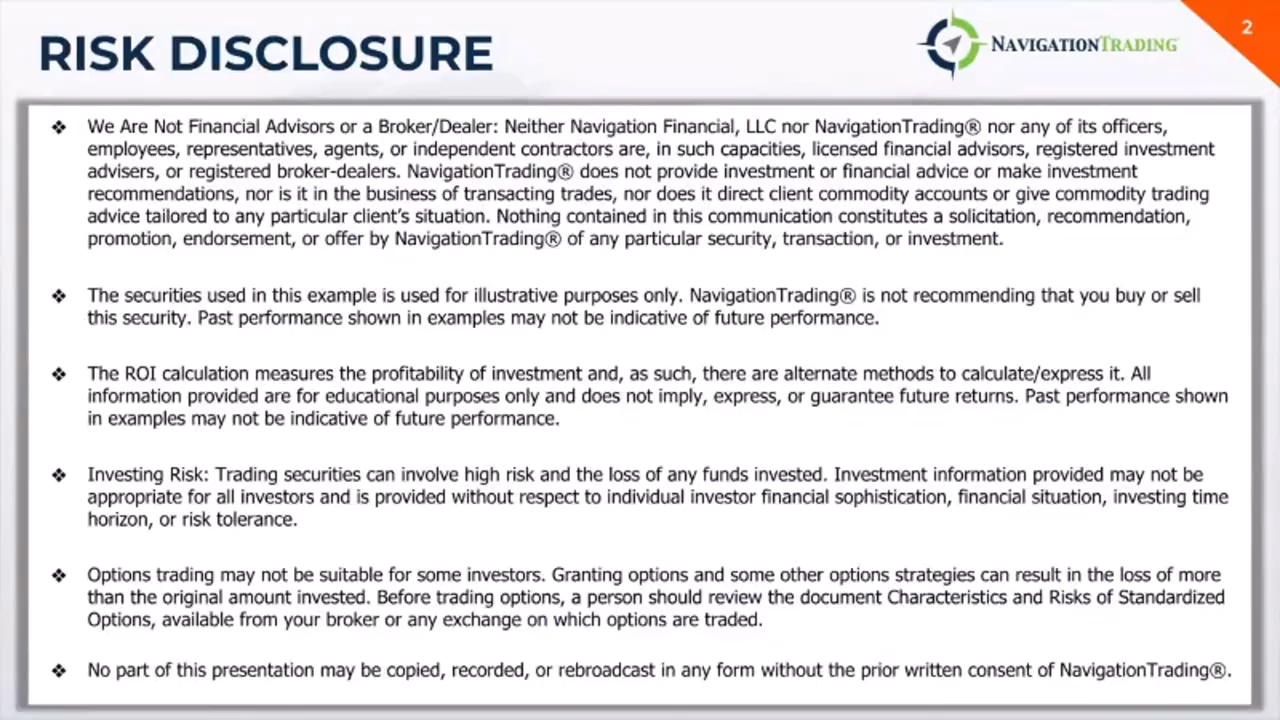 2
RISK DISCLOSURE
NAVIGATIONTRADING
❖ We Are Not Financial Advisors or a Broker/Dealer: Neither Navigation Financial, LLC nor NavigationTrading® nor any of its officers,
employees, representatives, agents, or independent contractors are, in such capacities, licensed financial advisors, registered investment
advisers, or registered broker-dealers. NavigationTrading® does not provide investment or financial advice or make investment
recommendations, nor is it in the business of transacting trades, nor does it direct client commodity accounts or give commodity trading
advice tailored to any particular client's situation. Nothing contained in this communication constitutes a solicitation, recommendation,
promotion, endorsement, or offer by NavigationTrading® of any particular security, transaction, or investment.
❖ The securities used in this example is used for illustrative purposes only. NavigationTrading® is not recommending that you buy or sell
this security. Past performance shown in examples may not be indicative of future performance.
❖ The ROI calculation measures the profitability of investment and, as such, there are alternate methods to calculate/express it. All
information provided are for educational purposes only and does not imply, express, or guarantee future returns. Past performance shown
in examples may not be indicative of future performance.
❖ Investing Risk: Trading securities can involve high risk and the loss of any funds invested. Investment information provided may not be
appropriate for all investors and is provided without respect to individual investor financial sophistication, financial situation, investing time
horizon, or risk tolerance.
❖ Options trading may not be suitable for some investors. Granting options and some other options strategies can result in the loss of more
than the original amount invested. Before trading options, a person should review the document Characteristics and Risks of Standardized
Options, available from your broker or any exchange on which options are traded.
❖ No part of this presentation may be copied, recorded, or rebroadcast in any form without the prior written consent of NavigationTrading®.